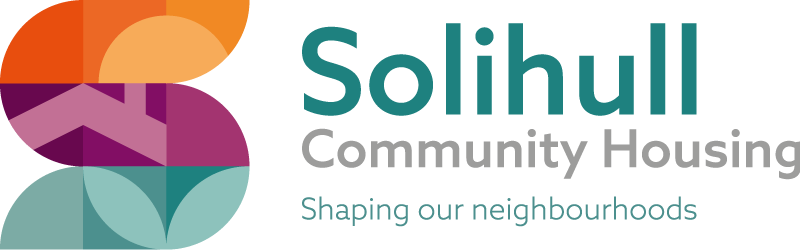 Solihull
Community Housing
Shaping our neighbourhoods